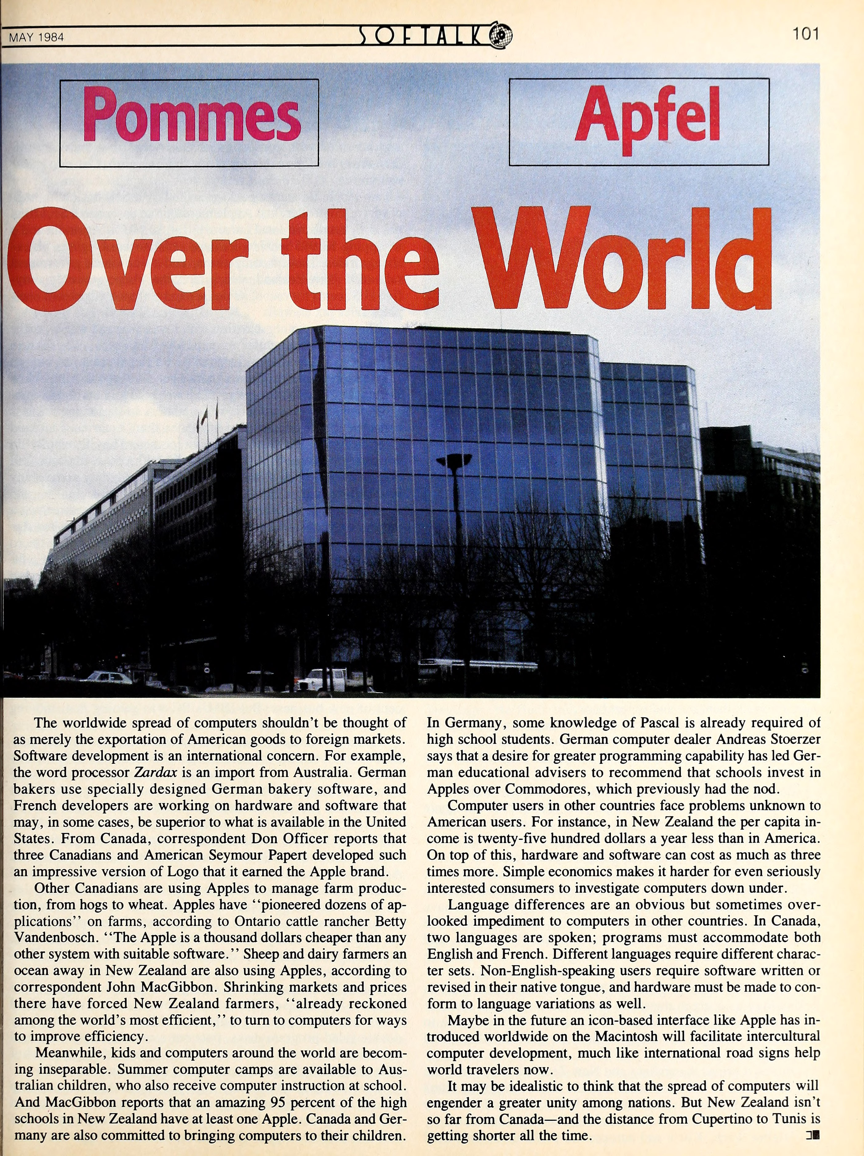 MAY 1984
SOFTALK
101
Pommes
Apfel
Over the World
The worldwide spread of computers shouldn't be thought of
as merely the exportation of American goods to foreign markets.
Software development is an international concern. For example,
the word processor Zardax is an import from Australia. German
bakers use specially designed German bakery software, and
French developers are working on hardware and software that
may, in some cases, be superior to what is available in the United
States. From Canada, correspondent Don Officer reports that
three Canadians and American Seymour Papert developed such
an impressive version of Logo that it earned the Apple brand.
Other Canadians are using Apples to manage farm produc-
tion, from hogs to wheat. Apples have ‘‘pioneered dozens of ap-
plications’’ on farms, according to Ontario cattle rancher Betty
Vandenbosch. ‘‘The Apple is a thousand dollars cheaper than any
other system with suitable software.’’ Sheep and dairy farmers an
ocean away in New Zealand are also using Apples, according to
correspondent John MacGibbon. Shrinking markets and prices
there have forced New Zealand farmers, ‘‘already reckoned
among the world's most efficient,’’ to turn to computers for ways
to improve efficiency.
Meanwhile, kids and computers around the world are becom-
ing inseparable. Summer computer camps are available to Aus-
tralian children, who also receive computer instruction at school.
And MacGibbon reports that an amazing 95 percent of the high
schools in New Zealand have at least one Apple. Canada and Ger-
many are also committed to bringing computers to their children.
In Germany, some knowledge of Pascal is already required of
high school students. German computer dealer Andreas Stoerzer
says that a desire for greater programming capability has led Ger-
man educational advisers to recommend that schools invest in
Apples over Commodores, which previously had the nod.
Computer users in other countries face problems unknown to
American users. For instance, in New Zealand the per capita in-
come is twenty-five hundred dollars a year less than in America.
On top of this, hardware and software can cost as much as three
times more. Simple economics makes it harder for even seriously
interested consumers to investigate computers down under.
Language differences are an obvious but sometimes over-
looked impediment to computers in other countries. In Canada,
two languages are spoken; programs must accommodate both
English and French. Different languages require different charac-
ter sets. Non-English-speaking users require software written or
revised in their native tongue, and hardware must be made to con-
form to language variations as well.
Maybe in the future an icon-based interface like Apple has in-
troduced worldwide on the Macintosh will facilitate intercultural
computer development, much like international road signs help
world travelers now.
It may be idealistic to think that the spread of computers will
engender a greater unity among nations. But New Zealand isn't
so far from Canada—and the distance from Cupertino to Tunis is
getting shorter all the time.